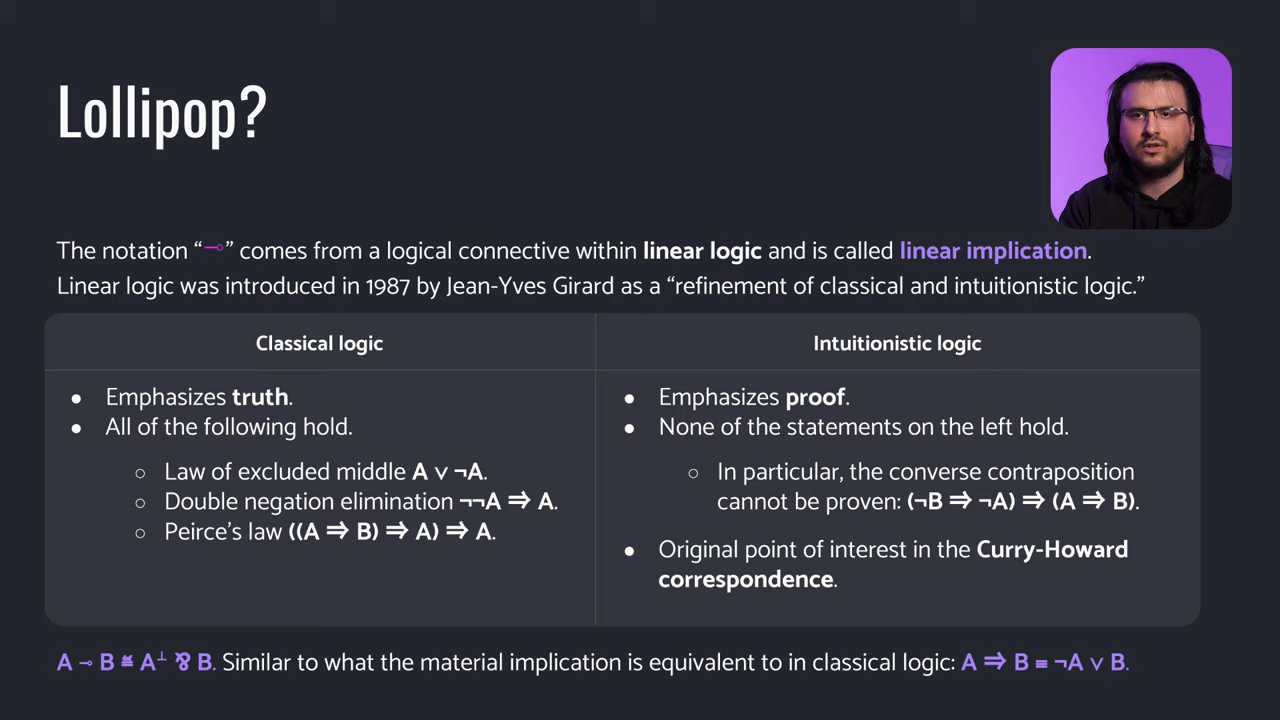 Lollipop?
The notation “⊸” comes from a logical connective within linear logic and is called linear implication.
Linear logic was introduced in 1987 by Jean-Yves Girard as a “refinement of classical and intuitionistic logic.”
Classical logic
● Emphasizes truth.
● All of the following hold.
○ Law of excluded middle A ∨ ¬A.
○ Double negation elimination ¬¬A ⇒ A.
○ Peirce’s law ((A ⇒ B) ⇒ A) ⇒ A.
Intuitionistic logic
● Emphasizes proof.
● None of the statements on the left hold.
○ In particular, the converse contraposition
cannot be proven: (¬B ⇒ ¬A) ⇒ (A ⇒ B).
● Original point of interest in the Curry-Howard
correspondence.
A ⊸ B ≝ A⊥ ⅋ B. Similar to what the material implication is equivalent to in classical logic: A ⇒ B ≡ ¬A ∨ B.